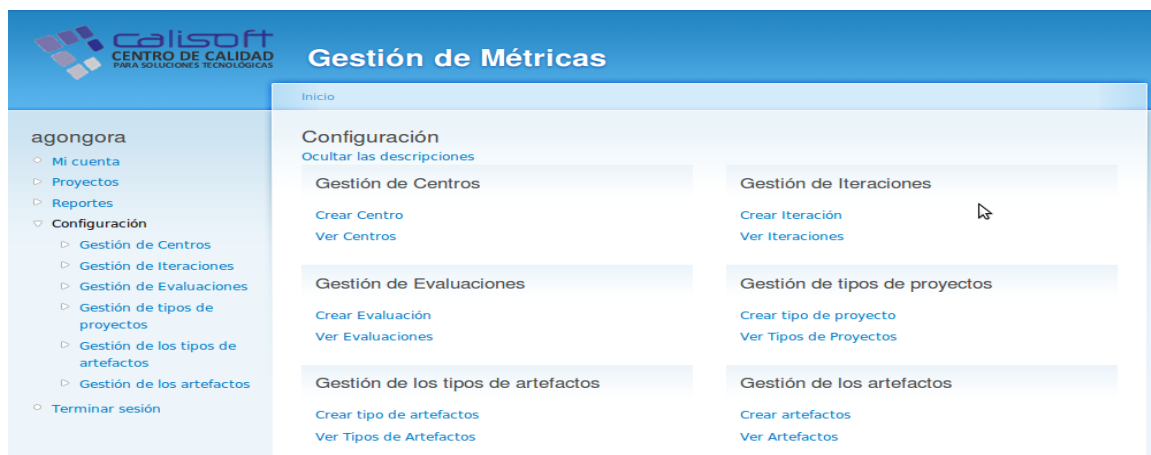 calisoft
CENTRO DE CALIDAD
PARA SOLUCIONES TECNOLÓGICAS
Gestión de Métricas
Inicio
agongora
Mi cuenta
Proyectos
Reportes
Configuración
Gestión de Centros
Gestión de Iteraciones
Gestión de Evaluaciones
Gestión de tipos de
proyectos
Gestión de los tipos de
artefactos
Gestión de los artefactos
Terminar sesión
Configuración
Ocultar las descripciones
Gestión de Centros
Crear Centro
Ver Centros
Gestión de Iteraciones
Crear Iteración
Ver Iteraciones
Gestión de Evaluaciones
Crear Evaluación
Ver Evaluaciones
Gestión de tipos de proyectos
Crear tipo de proyecto
Ver Tipos de Proyectos
Gestión de los tipos de artefactos
Crear tipo de artefactos
Ver Tipos de Artefactos
Gestión de los artefactos
Crear artefactos
Ver Artefactos